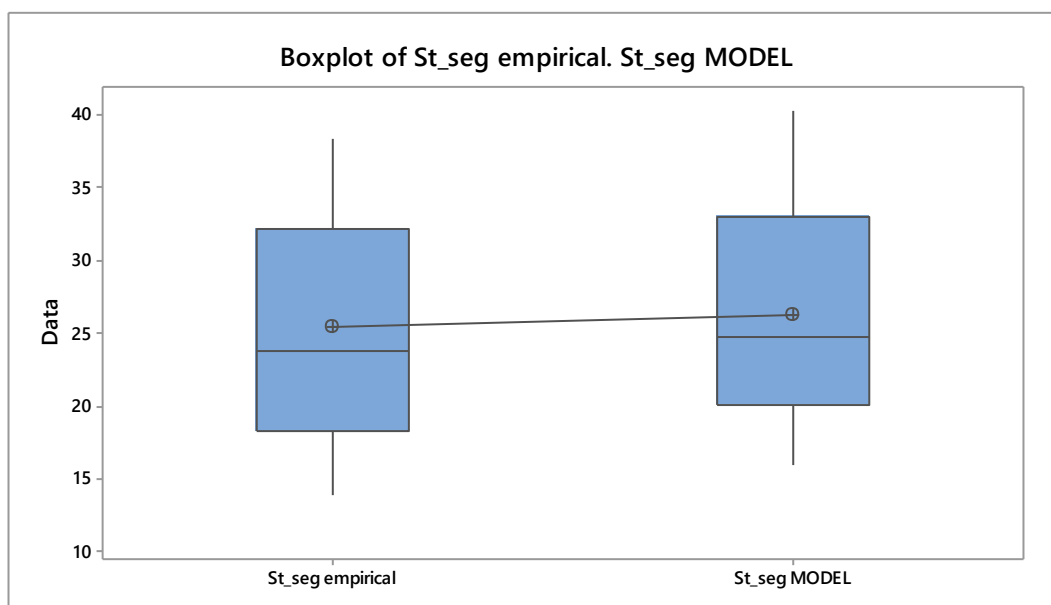 Boxplot of St_seg empirical. St_seg MODEL
40
35
30
25
20
15
10
Data
St_seg empirical
St_seg MODEL